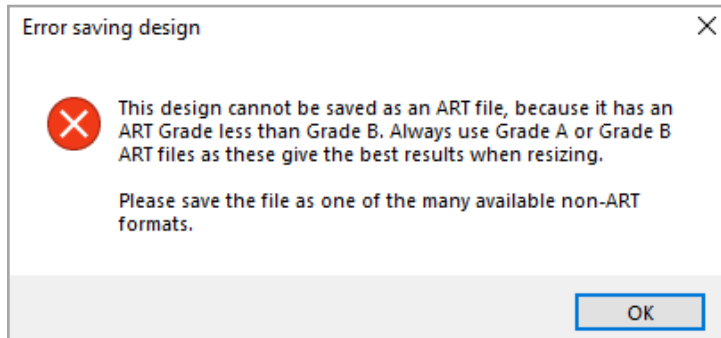 Error saving design
This design cannot be saved as an ART file, because it has an
ART Grade less than Grade B. Always use Grade A or Grade B
ART files as these give the best results when resizing.
Please save the file as one of the many available non-ART
formats.
OK